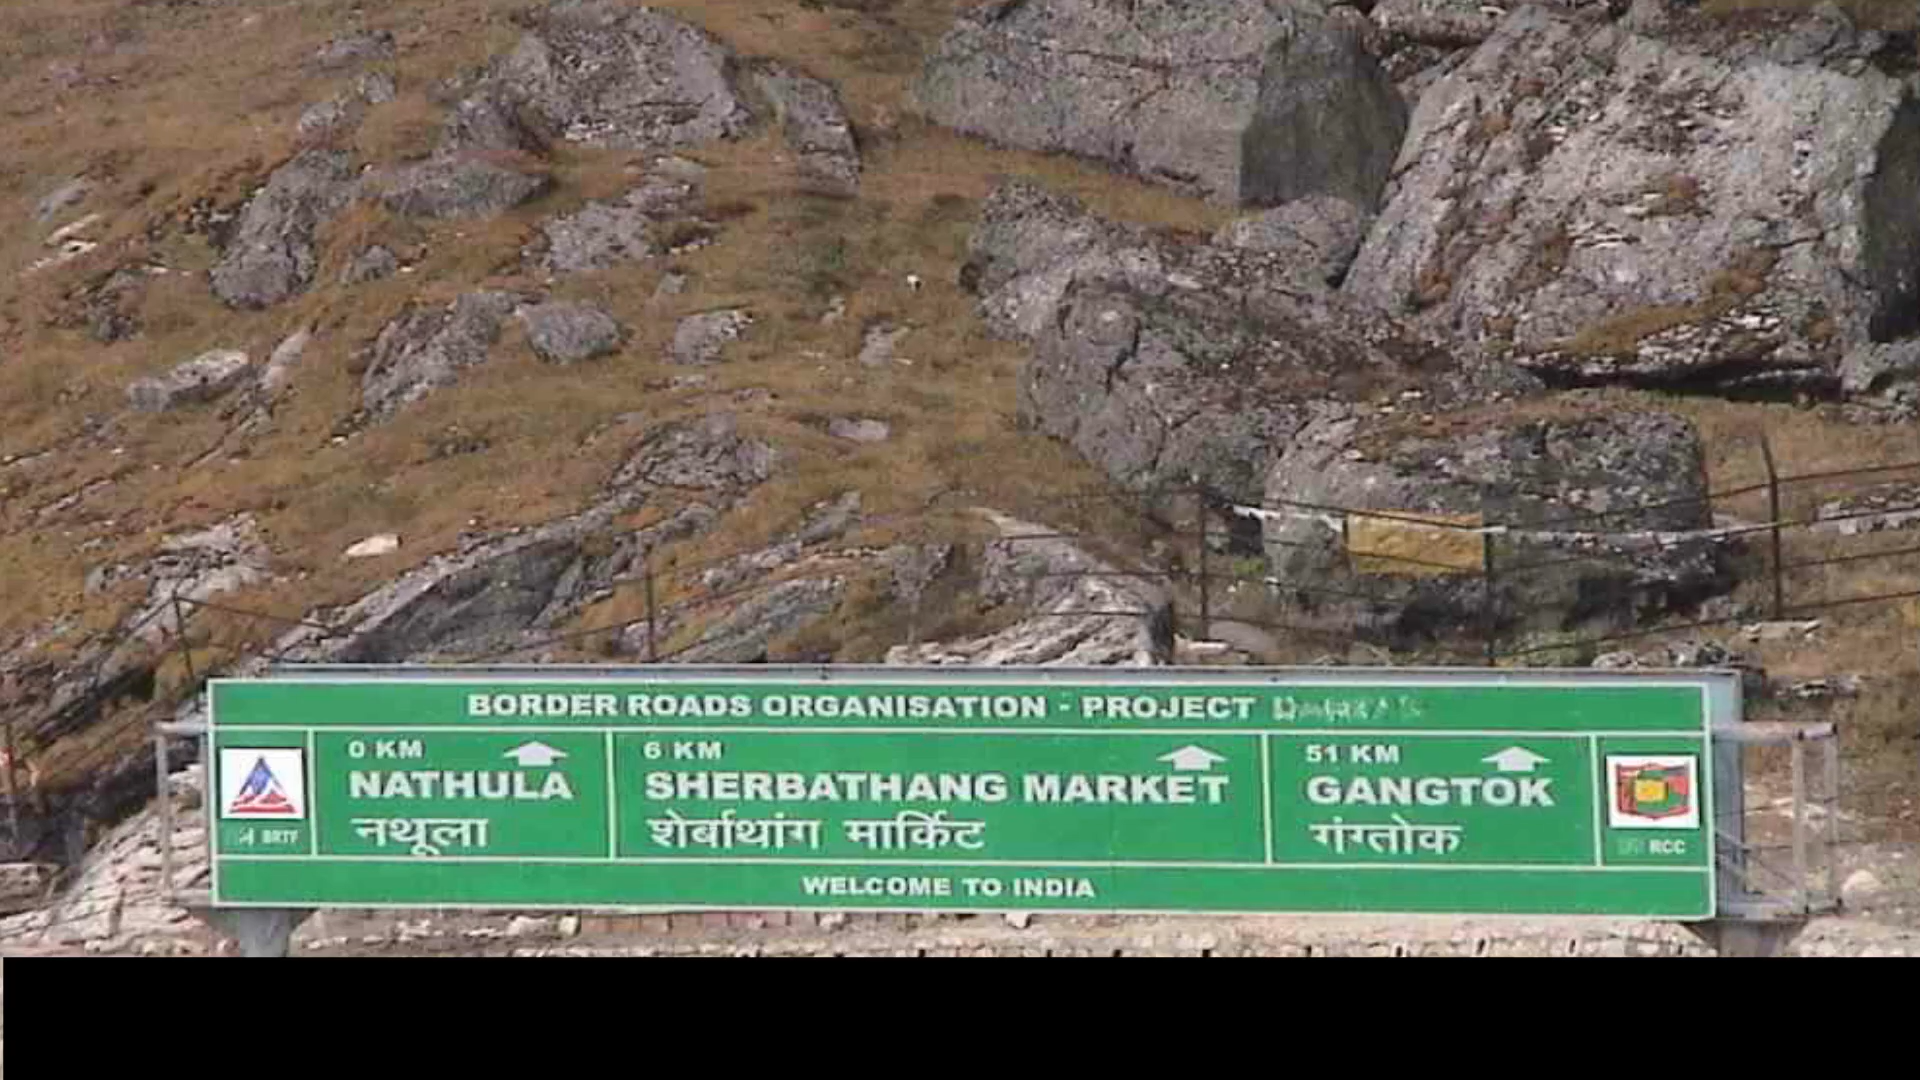 BORDER ROADS ORGANISATION - PROJECT
0 KM
NATHULA
नथूला
6 KM
SHERBATHANG MARKET
शेर्बाथांग मार्किट
51 KM
GANGTOK
गंग्तोक
BRTF
RCC
WELCOME TO INDIA